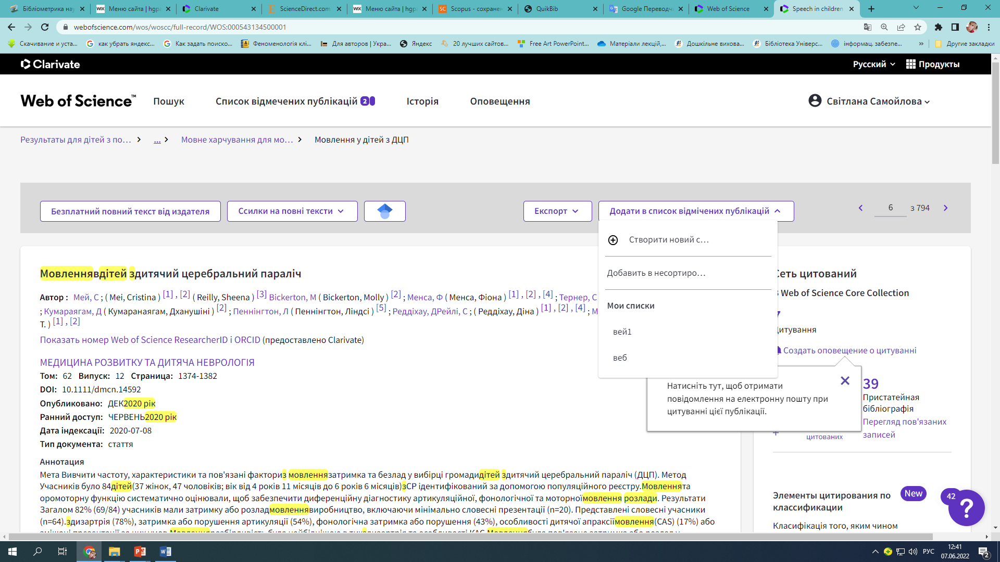 Бібліометрика нау
Меню сайта | hgpa
Clarivate
ScienceDirect.com
Меню сайта | hgpa
Scopus - сохранен
QuikBib
Google Переводчи
Web of Science
Speech in children
webofscience.com/wos/woscc/full-record/WOS:000543134500001
Скачивание и уста...
как убрать яндекс...
Как задать поиско...
Феноменологія клі...
Для авторов | Укра...
Яндекс
20 лучших сайтов...
Free Art PowerPoint...
Матеріали лекцій,...
Дошкільне вихова...
Бібліотека Універс...
інформац. забезпе...
»
Другие закладки
Clarivate
Русский
Продукты
Web of Science™
Пошук
Список відмечених публікацій 2
Історія
Оповещення
Світлана Самойлова
Результаты для дітей з по… > ... > Мовне харчування для мо… > Мовлення у дітей з ДЦП
Безплатний повний текст від издателя
Ссилки на повні тексти
Експорт
Додати в список відмічених публікацій
6 з 794
Створити новий с…
Добавить в несортиро…
Мои списки
вей1
веб
Мовленнявдітей здитячий церебральний параліч
Автор : Мей, С ; ( Mei, Cristina ) [1] , [2] ( Reilly, Sheena ) [3] Bickerton, M ( Bickerton, Molly ) [2] ; Менса, Ф ( Менса, Фіона ) [1] , [2] , [4] ; Тернер, С
; Кумараягам, Д ( Кумаранаягам, Дханушіні ) [2] ; Пеннінгтон, Л ( Пеннінгтон, Ліндсі ) [5] ; Реддіхау, ДРейлі, С ; ( Реддіхау, Діна ) [1] , [2] , [4] ; М
Т. ) [1] , [2]
Показать номер Web of Science ResearcherID і ORCID (предоставлено Clarivate)
МЕДИЦИНА РОЗВИТКУ ТА ДИТЯЧА НЕВРОЛОГІЯ
Том: 62 Випуск: 12 Страница: 1374-1382
DOI: 10.1111/dmcn.14592
Опубликовано: ДЕК2020 рік
Ранний доступ: ЧЕРВЕНЬ2020 рік
Дата індексації: 2020-07-08
Тип документа: стаття
Аннотация
Мета Вивчити частоту, характеристики та пов'язані факториз мовленнязатримка та безлад у вибірці громадидітей здитячий церебральний параліч (ДЦП). Метод
Учасників було 84дітей(37 жінок, 47 чоловіків; вік від 4 років 11 місяців до 6 років 6 місяців)зСР ідентифікований за допомогою популяційного реєстру.Мовленнята
оромоторну функцію систематично оцінювали, щоб забезпечити диференційну діагностику артикуляційної, фонологічної та моторноїмовлення розлади. Результати
Загалом 82% (69/84) учасників мали затримку або розладмовленнявиробництво, включаючи мінімально словесні презентації (n=20). Представлені словесні учасники
(n=64).здизартрія (78%), затримка або порушення артикуляції (54%), фонологічна затримка або порушення (43%), особливості дитячої апраксіїмовлення(CAS) (17%) або
Сеть цитований
Web of Science Core Collection
7
Цитування
Создать оповещение о цитуванні
Натисніть тут, щоб отримати
повідомлення на електронну пошту при
цитуванні цієї публікації.
39
Пристатейная
бібліографія
Перегляд пов'язаних
записей
+
цитованих
Элементы цитирования по
классификации
New
Класифікація того, яким чином
42
?
РУС
12:41
07.06.2022
2